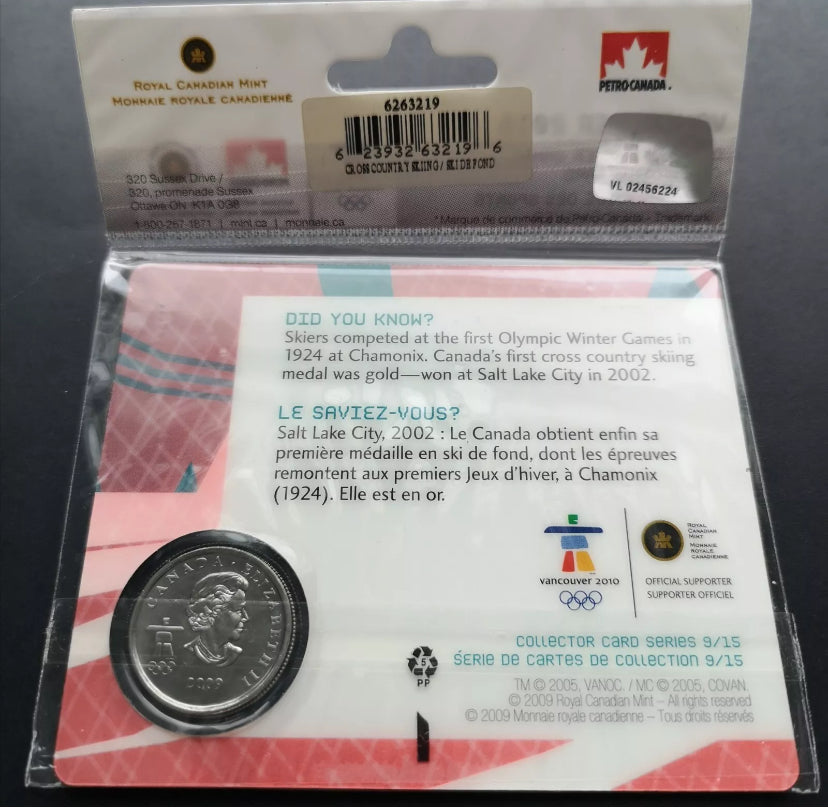 ROYAL CANADIAN MINT
MONNAIE ROYALE CANADIENNE
PETRO-CANADA.
6263219
6 23932 63219 6
CROSS COUNTRY SKIING / SKI DE FOND
VL 02456224
320 Sussex Drive /
320, promenade Sussex
Ottawa ON K1A 0G8
1-800-267-1871 | mint.ca | monnaie.ca
*Marque de commerce de Petro-Canada - Trademark
DID YOU KNOW?
Skiers competed at the first Olympic Winter Games in
1924 at Chamonix. Canada's first cross country skiing
medal was gold—won at Salt Lake City in 2002.
LE SAVIEZ-VOUS?
Salt Lake City, 2002 : Le Canada obtient enfin sa
première médaille en ski de fond, dont les épreuves
remontent aux premiers Jeux d'hiver, à Chamonix
(1924). Elle est en or.
vancouver 2010
ROYAL
CANADIAN
MINT
MONNAIE
ROYALE
CANADIENNE
OFFICIAL SUPPORTER
SUPPORTER OFFICIEL
CANADA · ELIZABETH II
2009
COLLECTOR CARD SERIES 9/15
SÉRIE DE CARTES DE COLLECTION 9/15
5
PP
TM © 2005, VANOC. / MC © 2005, COVAN.
© 2009 Royal Canadian Mint – All rights reserved
© 2009 Monnaie royale canadienne – Tous droits réservés